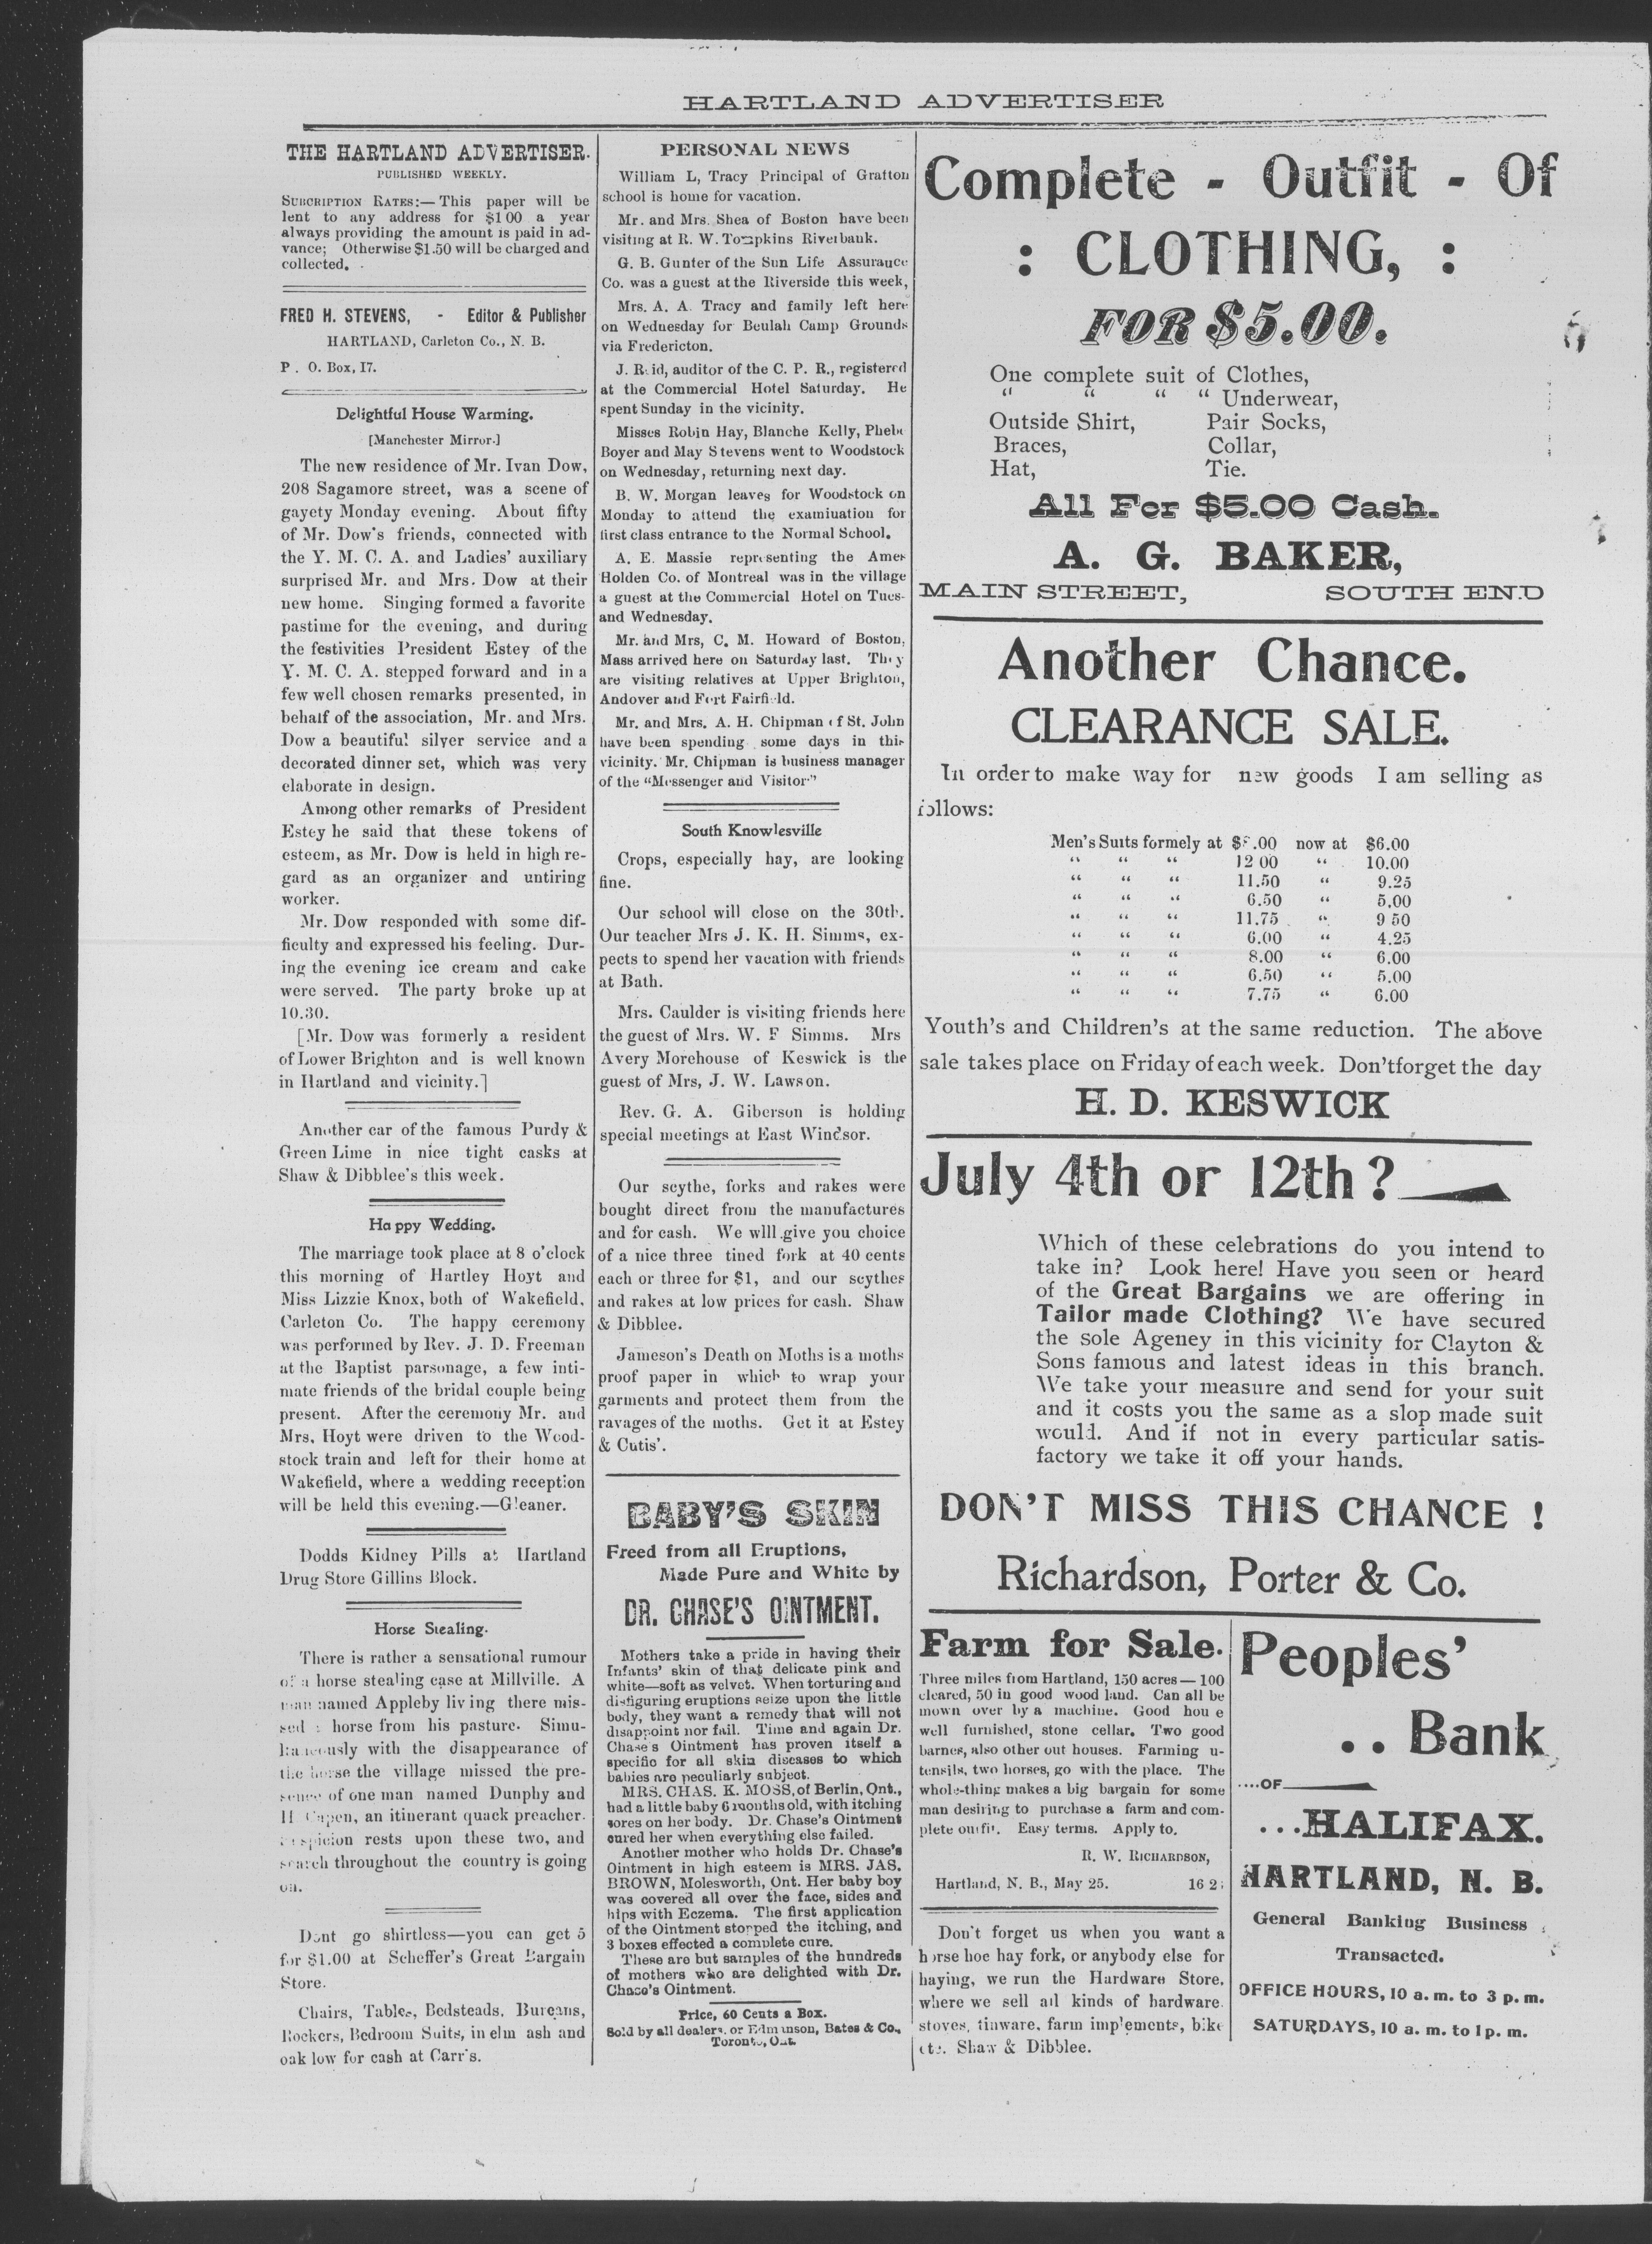 HARTLAND ADVERTISER
THE HARTLAND ADVERTISER.
PUBLISHED WEEKLY.
SUBCRIPTION RATES:— This paper will be
lent to any address for $1 00 a year
always providing the amount is paid in ad-
vance; Otherwise $1.50 will be charged and
collected.
FRED H. STEVENS, - Editor & Publisher
HARTLAND, Carleton Co., N. B.
P. O. Box, 17.
Delightful House Warming.
[Manchester Mirror.]
The new residence of Mr. Ivan Dow,
208 Sagamore street, was a scene of
gayety Monday evening. About fifty
of Mr. Dow's friends, connected with
the Y. M. C. A. and Ladies' auxiliary
surprised Mr. and Mrs. Dow at their
new home. Singing formed a favorite
pastime for the evening, and during
the festivities President Estey of the
Y. M. C. A. stepped forward and in a
few well chosen remarks presented, in
behalf of the association, Mr. and Mrs.
Dow a beautiful silver service and a
decorated dinner set, which was very
elaborate in design.
Among other remarks of President
Estey he said that these tokens of
esteem, as Mr. Dow is held in high re-
gard as an organizer and untiring
worker.
Mr. Dow responded with some dif-
ficulty and expressed his feeling. Dur-
ing the evening ice cream and cake
were served. The party broke up at
10.30.
[Mr. Dow was formerly a resident
of Lower Brighton and is well known
in Hartland and vicinity.]
Another car of the famous Purdy &
Green Lime in nice tight casks at
Shaw & Dibblee's this week.
Happy Wedding.
The marriage took place at 8 o'clock
this morning of Hartley Hoyt and
Miss Lizzie Knox, both of Wakefield,
Carleton Co. The happy ceremony
was performed by Rev. J. D. Freeman
at the Baptist parsonage, a few inti-
mate friends of the bridal couple being
present. After the ceremony Mr. and
Mrs, Hoyt were driven to the Wood-
stock train and left for their home at
Wakefield, where a wedding reception
will be held this evening.—Gleaner.
Dodds Kidney Pills at Hartland
Drug Store Gillins Block.
Horse Stealing.
There is rather a sensational rumour
of a horse stealing case at Millville. A
man named Appleby living there mis-
sed horse from his pasture. Simu-
ltaneously with the disappearance of
the horse the village missed the pre-
sence of one man named Dunphy and
H Capen, an itinerant quack preacher.
Suspicion rests upon these two, and
search throughout the country is going
on.
Dont go shirtless—you can get 5
for $1.00 at Scheffer's Great Bargain
Store.
Chairs, Tables, Bedsteads, Bureans,
Rockers, Bedroom Suits, in elm ash and
oak low for cash at Carr's.
PERSONAL NEWS
William L, Tracy Principal of Grafton
school is home for vacation.
Mr. and Mrs. Shea of Boston have been
visiting at R. W. Tompkins Riverbank.
G. B. Gunter of the Sun Life Assurance
Co. was a guest at the Riverside this week,
Mrs. A. A. Tracy and family left here
on Wednesday for Beulah Camp Grounds
via Fredericton.
J. Reid, auditor of the C. P. R., registered
at the Commercial Hotel Saturday. He
spent Sunday in the vicinity.
Misses Robin Hay, Blanche Kelly, Phebe
Boyer and May Stevens went to Woodstock
on Wednesday, returning next day.
B. W. Morgan leaves for Woodstock on
Monday to attend the examiuation for
first class entrance to the Normal School.
A. E. Massie representing the Ames
Holden Co. of Montreal was in the village
a guest at the Commercial Hotel on Tues-
and Wednesday.
Mr. and Mrs, C. M. Howard of Boston,
Mass arrived here on Saturday last. They
are visiting relatives at Upper Brighton,
Andover and Fort Fairfield.
Mr. and Mrs. A. H. Chipman of St. John
have been spending some days in this
vicinity. Mr. Chipman is business manager
of the "Messenger and Visitor"
South Knowlesville
Crops, especially hay, are looking
fine.
Our school will close on the 30th.
Our teacher Mrs J. K. H. Simms, ex-
pects to spend her vacation with friends
at Bath.
Mrs. Caulder is visiting friends here
the guest of Mrs. W. F Simms. Mrs
Avery Morehouse of Keswick is the
guest of Mrs, J. W. Lawson.
Rev. G. A. Giberson is holding
special meetings at East Windsor.
Our scythe, forks and rakes were
bought direct from the manufactures
and for cash. We wlll give you choice
of a nice three tined fork at 40 cents
each or three for $1, and our scythes
and rakes at low prices for cash. Shaw
& Dibblee.
Jameson's Death on Moths is a moths
proof paper in which to wrap your
garments and protect them from the
ravages of the moths. Get it at Estey
& Cutis'.
BABY'S SKIN
Freed from all Eruptions,
Made Pure and White by
DR. CHASE'S OINTMENT.
Mothers take a pride in having their
Infants' skin of that delicate pink and
white—soft as velvet. When torturing and
disfiguring eruptions seize upon the little
body, they want a remedy that will not
disappoint nor fail. Time and again Dr.
Chase's Ointment has proven itself a
specific for all skin diseases to which
babies are peculiarly subject.
MRS. CHAS. K. MOSS, of Berlin, Ont.,
had a little baby 6 months old, with itching
sores on her body. Dr. Chase's Ointment
cured her when everything else failed.
Another mother who holds Dr. Chase's
Ointment in high esteem is MRS. JAS.
BROWN, Molesworth, Ont. Her baby boy
was covered all over the face, sides and
hips with Eczema. The first application
of the Ointment stopped the itching, and
3 boxes effected a complete cure.
These are but samples of the hundreds
of mothers who are delighted with Dr.
Chase's Ointment.
Price, 60 Cents a Box.
Sold by all dealers, or Edmanson, Bates & Co.,
Toronto, Ont.
Complete - Outfit - Of
: CLOTHING, :
FOR $5.00.
One complete suit of Clothes,
" " " " Underwear,
Outside Shirt, Pair Socks,
Braces, Collar,
Hat, Tie.
All For $5.00 Cash.
A. G. BAKER,
MAIN STREET, SOUTH END
Another Chance.
CLEARANCE SALE.
In order to make way for new goods I am selling as
follows:
Men's Suits formely at .00 now at $6.00
" " " 12 00 " 10.00
" " " 11.50 " 9.25
" " " 6.50 " 5,00
" " " 11.75 " 9 50
" " " 6.00 " 4.25
" " " 8.00 " 6.00
" " " 6.50 " 5.00
" " " 7.75 " 6.00
Youth's and Children's at the same reduction. The above
sale takes place on Friday of each week. Don't forget the day
H. D. KESWICK
July 4th or 12th?
Which of these celebrations do you intend to
take in? Look here! Have you seen or heard
of the Great Bargains we are offering in
Tailor made Clothing? We have secured
the sole Ageney in this vicinity for Clayton &
Sons famous and latest ideas in this branch.
We take your measure and send for your suit
and it costs you the same as a slop made suit
would. And if not in every particular satis-
factory we take it off your hands.
DON'T MISS THIS CHANCE !
Richardson, Porter & Co.
Farm for Sale.
Three miles from Hartland, 150 acres—100
cleared, 50 in good wood land. Can all be
mown over by a machine. Good hou e
well furnished, stone cellar. Two good
barnes, also other out houses. Farming u-
tensils, two horses, go with the place. The
whole-thing makes a big bargain for some
man desiring to purchase a farm and com-
plete outfit. Easy terms. Apply to.
R. W. RICHARDSON,
Hartland, N. B., May 25. 16 2i
Don't forget us when you want a
horse hoe hay fork, or anybody else for
haying, we run the Hardware Store,
where we sell all kinds of hardware.
stoves, tinware, farm implements, bike
etc. Shaw & Dibblee.
Peoples'
.. Bank
....OF
...HALIFAX.
HARTLAND, N. B.
General Banking Business
Transacted.
OFFICE HOURS, 10 a. m. to 3 p. m.
SATURDAYS, 10 a. m. to 1 p. m.